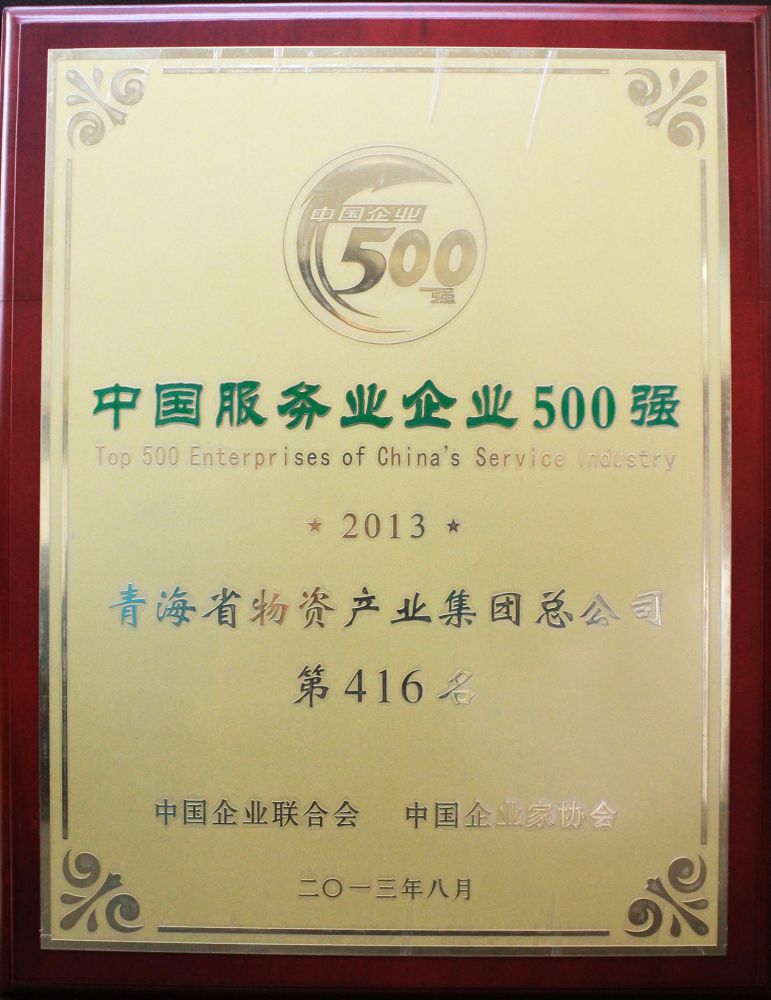 中国企业
500
强
中国服务业企业500强
Top 500 Enterprises of China's Service Industry
★ 2013 ★
青海省物资产业集团总公司
第416名
中国企业联合会 中国企业家协会
二〇一三年八月